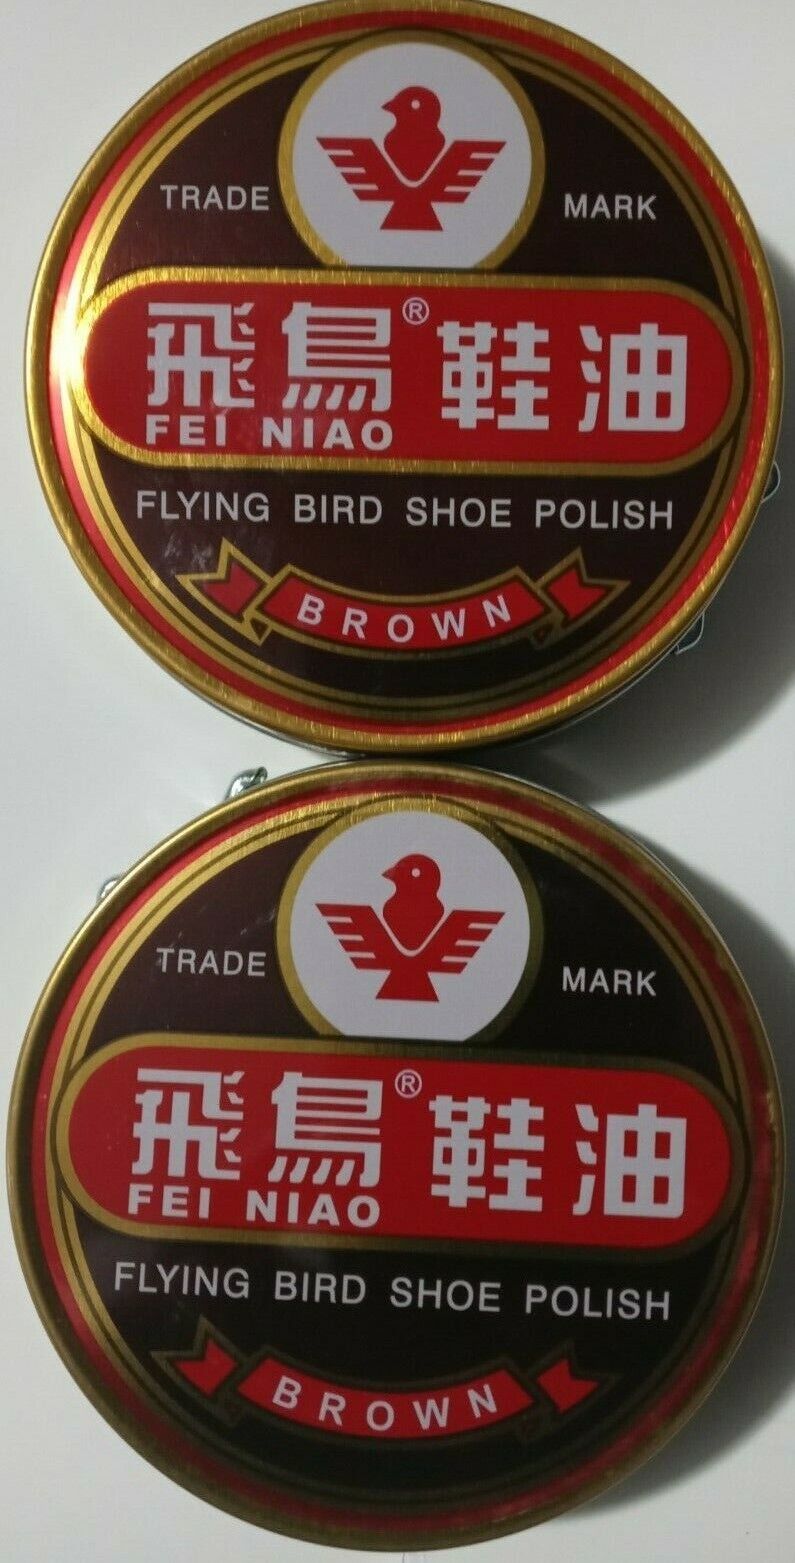 TRADE MARK
飛鳥® 鞋油
FEI NIAO
FLYING BIRD SHOE POLISH
BROWN
TRADE MARK
飛鳥® 鞋油
FEI NIAO
FLYING BIRD SHOE POLISH
BROWN